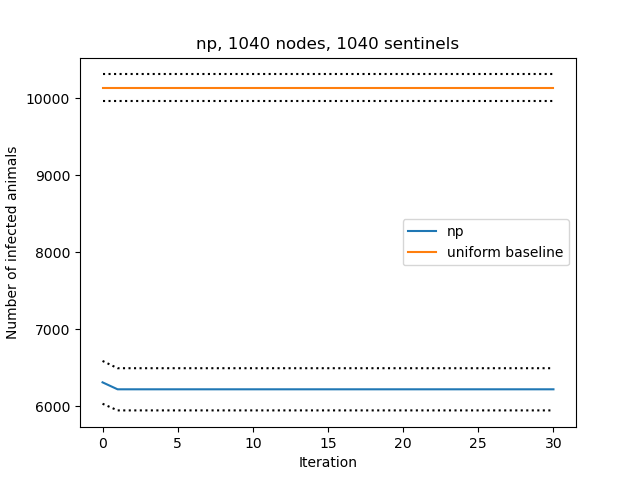 np, 1040 nodes, 1040 sentinels
10000
9000
8000
7000
6000
Number of infected animals
np
uniform baseline
0 5 10 15 20 25 30
Iteration